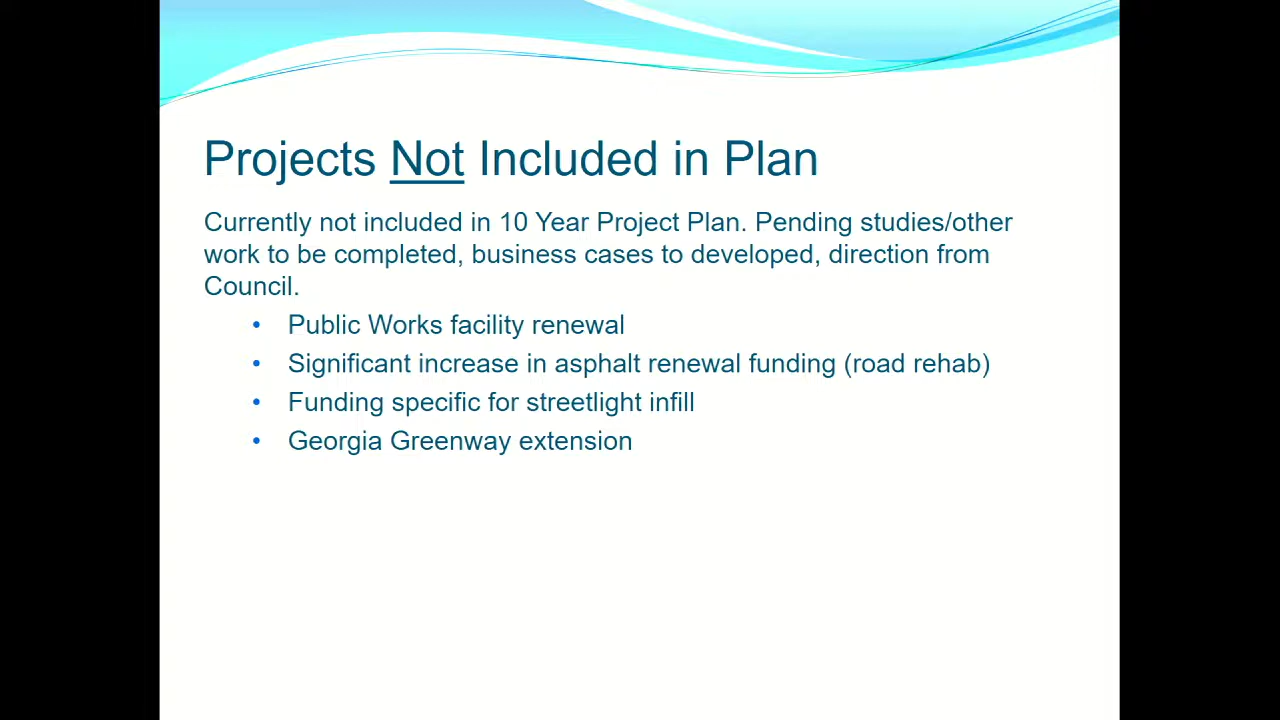 Projects Not Included in Plan
Currently not included in 10 Year Project Plan. Pending studies/other
work to be completed, business cases to developed, direction from
Council.
• Public Works facility renewal
• Significant increase in asphalt renewal funding (road rehab)
• Funding specific for streetlight infill
• Georgia Greenway extension